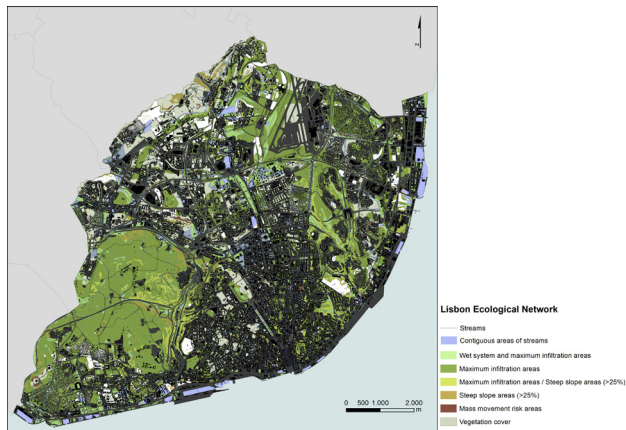 Lisbon Ecological Network
Streams
Contiguous areas of streams
Wet system and maximum infiltration areas
Maximum infiltration areas
Maximum infiltration areas / Steep slope areas (>25%)
Steep slope areas (>25%)
Mass movement risk areas
Vegetation cover
0 500 1.000 2.000
m